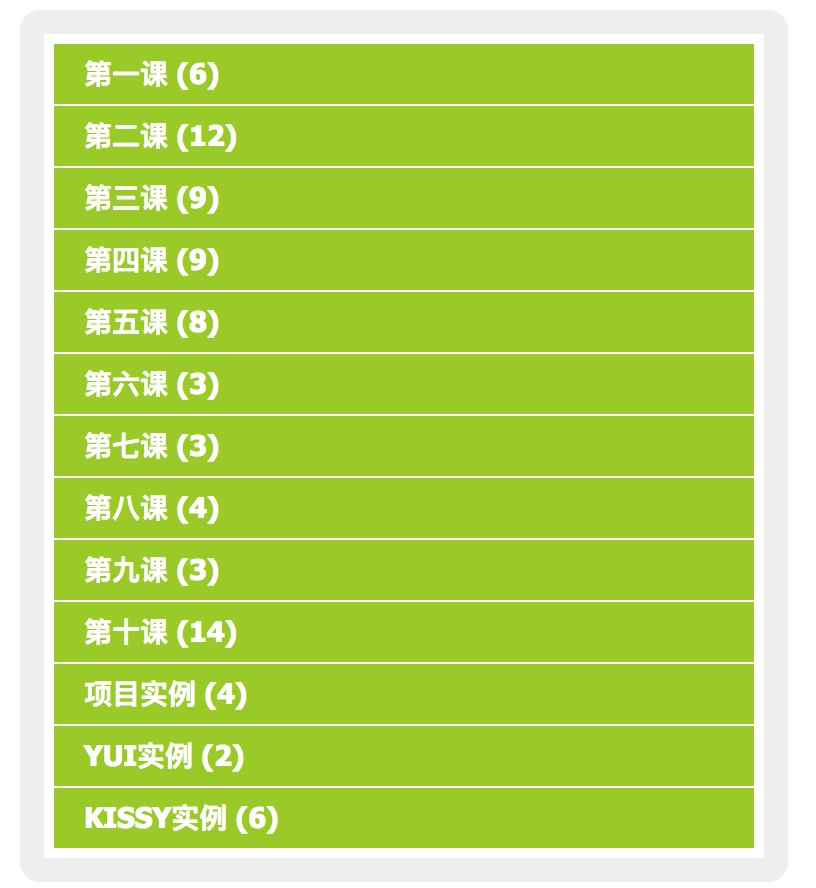 第一课 (6)
第二课 (12)
第三课 (9)
第四课 (9)
第五课 (8)
第六课 (3)
第七课 (3)
第八课 (4)
第九课 (3)
第十课 (14)
项目实例 (4)
YUI实例 (2)
KISSY实例 (6)